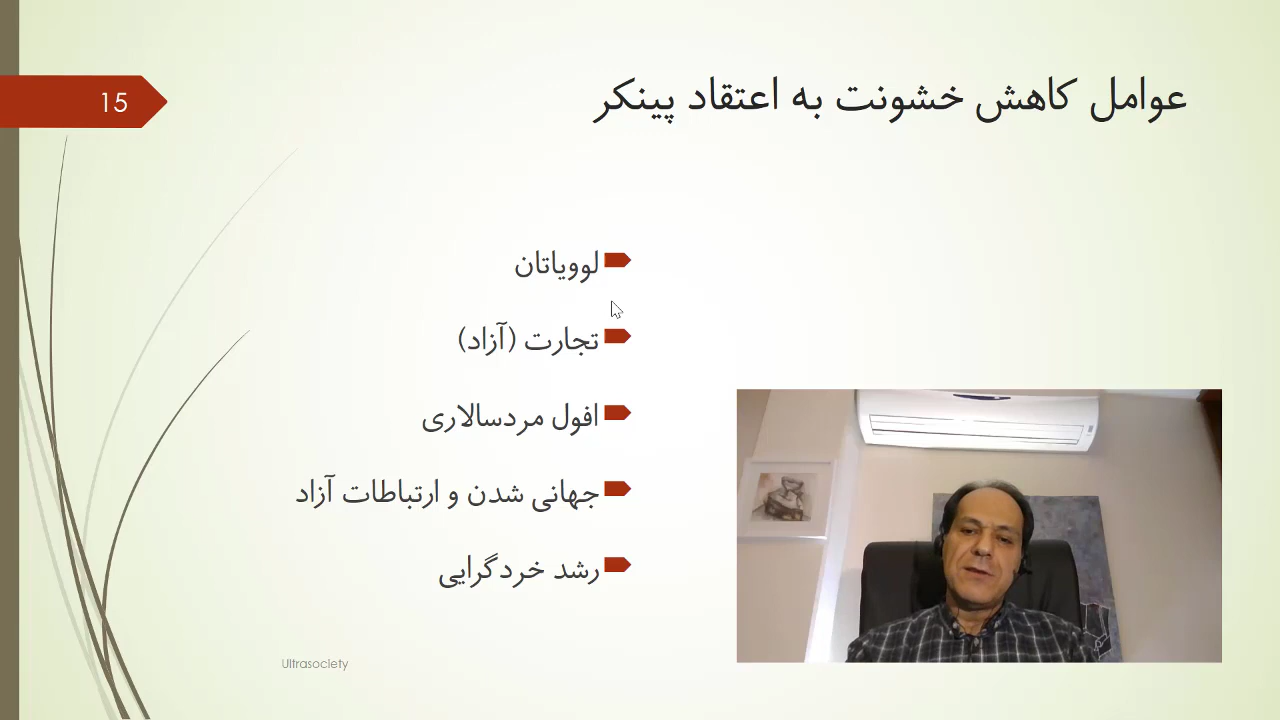 15
عوامل کاهش خشونت به اعتقاد پینکر
لوویاتان
تجارت (آزاد)
افول مردسالاری
جهانی شدن و ارتباطات آزاد
رشد خردگرایی
Ultrasociety